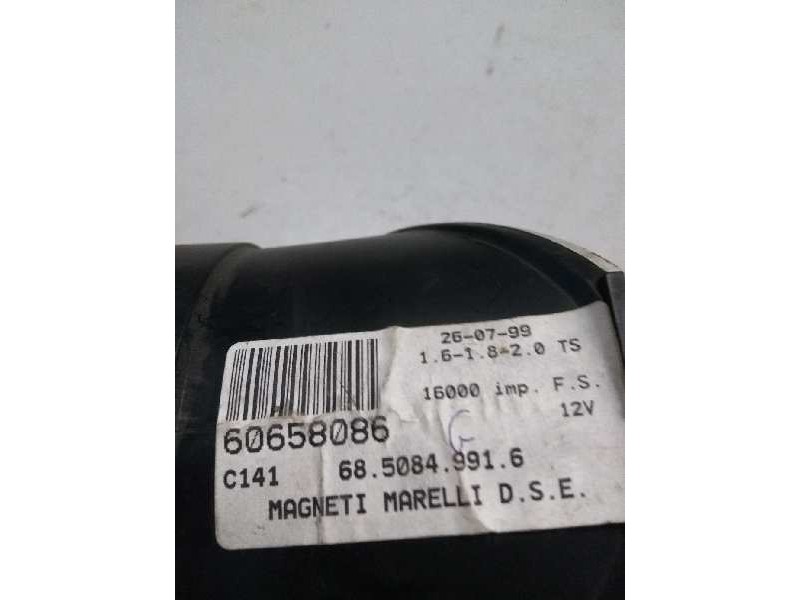 26-07-99
1.6-1.8-2.0 TS
16000 imp. F.S.
12V
60658086
G
C141 68.5084.991.6
MAGNETI MARELLI D.S.E.